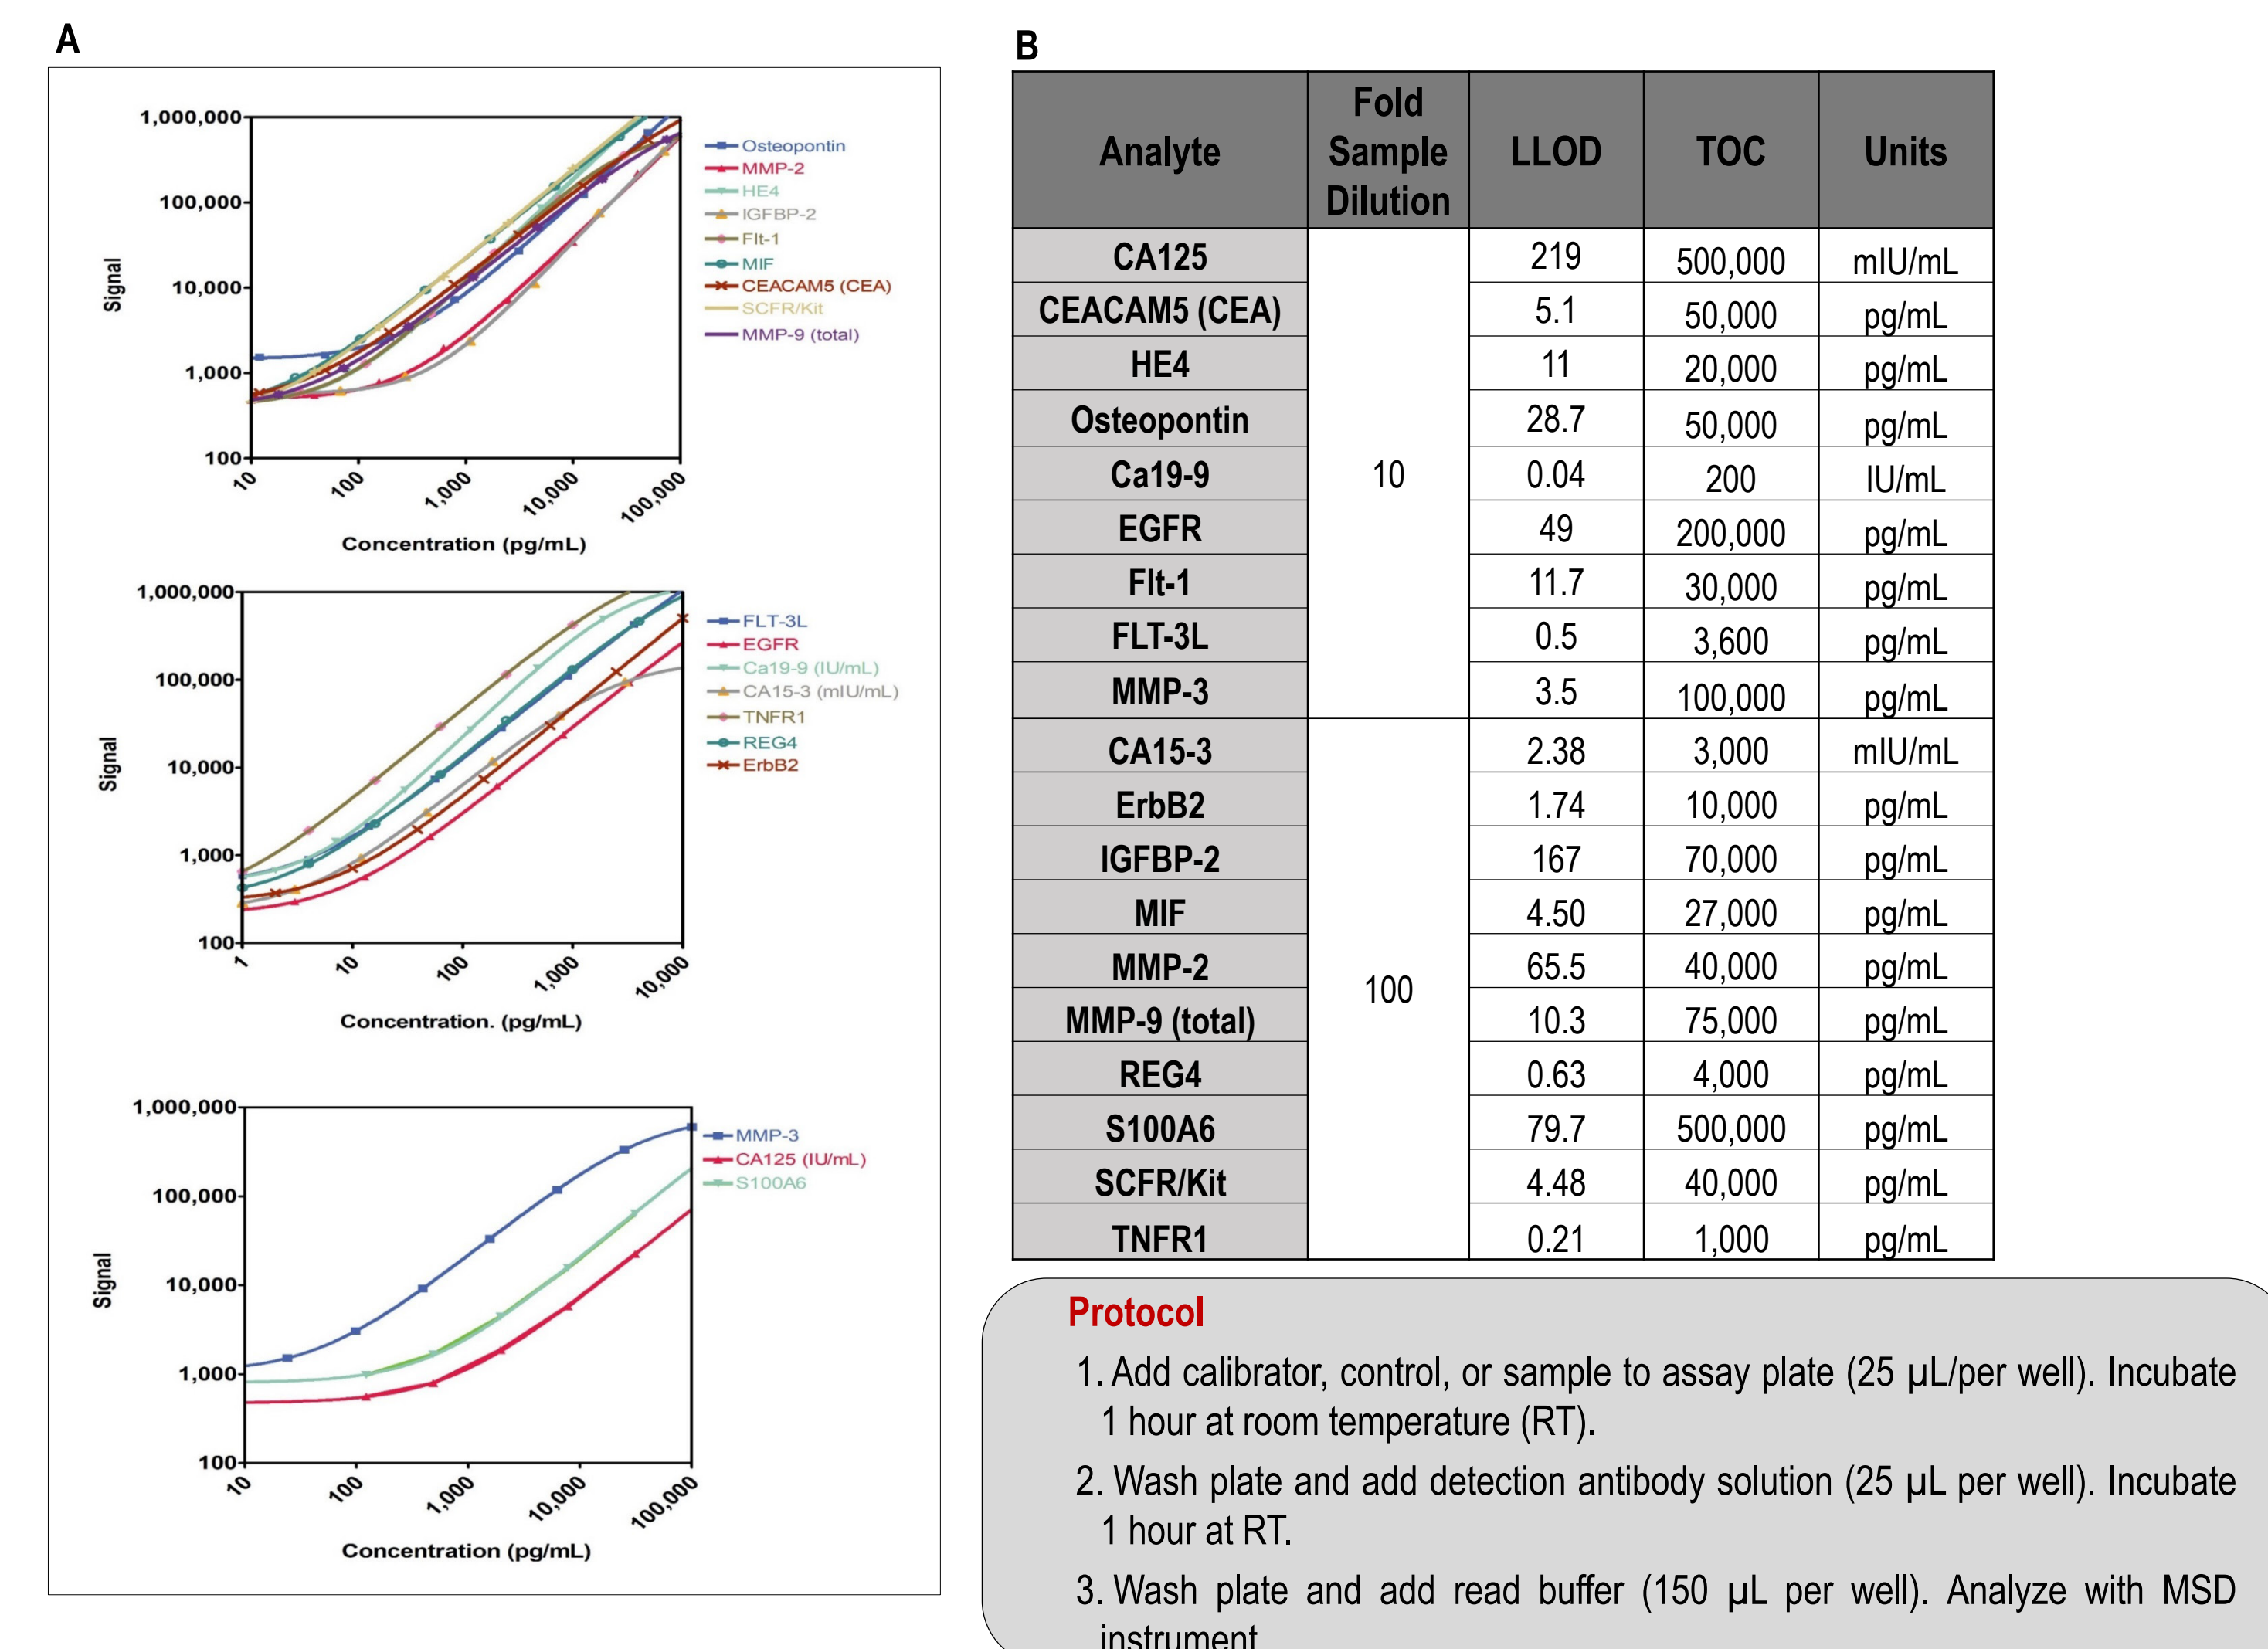 A
1,000,000
100,000
10,000
1,000
100
10
100
1,000
10,000
100,000
Signal
Concentration (pg/mL)
Osteopontin
MMP-2
HE4
IGFBP-2
Flt-1
MIF
CEACAM5 (CEA)
SCFR/Kit
MMP-9 (total)
1,000,000
100,000
10,000
1,000
100
1
10
100
1,000
10,000
Signal
Concentration. (pg/mL)
FLT-3L
EGFR
Ca19-9 (IU/mL)
CA15-3 (mIU/mL)
TNFR1
REG4
ErbB2
1,000,000
100,000
10,000
1,000
100
10
100
1,000
10,000
100,000
Signal
Concentration (pg/mL)
MMP-3
CA125 (IU/mL)
S100A6
B
Analyte Fold Sample Dilution LLOD TOC Units
CA125 10 219 500,000 mIU/mL
CEACAM5 (CEA) 5.1 50,000 pg/mL
HE4 11 20,000 pg/mL
Osteopontin 28.7 50,000 pg/mL
Ca19-9 0.04 200 IU/mL
EGFR 49 200,000 pg/mL
Flt-1 11.7 30,000 pg/mL
FLT-3L 0.5 3,600 pg/mL
MMP-3 3.5 100,000 pg/mL
CA15-3 100 2.38 3,000 mIU/mL
ErbB2 1.74 10,000 pg/mL
IGFBP-2 167 70,000 pg/mL
MIF 4.50 27,000 pg/mL
MMP-2 65.5 40,000 pg/mL
MMP-9 (total) 10.3 75,000 pg/mL
REG4 0.63 4,000 pg/mL
S100A6 79.7 500,000 pg/mL
SCFR/Kit 4.48 40,000 pg/mL
TNFR1 0.21 1,000 pg/mL
Protocol
1. Add calibrator, control, or sample to assay plate (25 µL/per well). Incubate
1 hour at room temperature (RT).
2. Wash plate and add detection antibody solution (25 µL per well). Incubate
1 hour at RT.
3. Wash plate and add read buffer (150 µL per well). Analyze with MSD
instrument